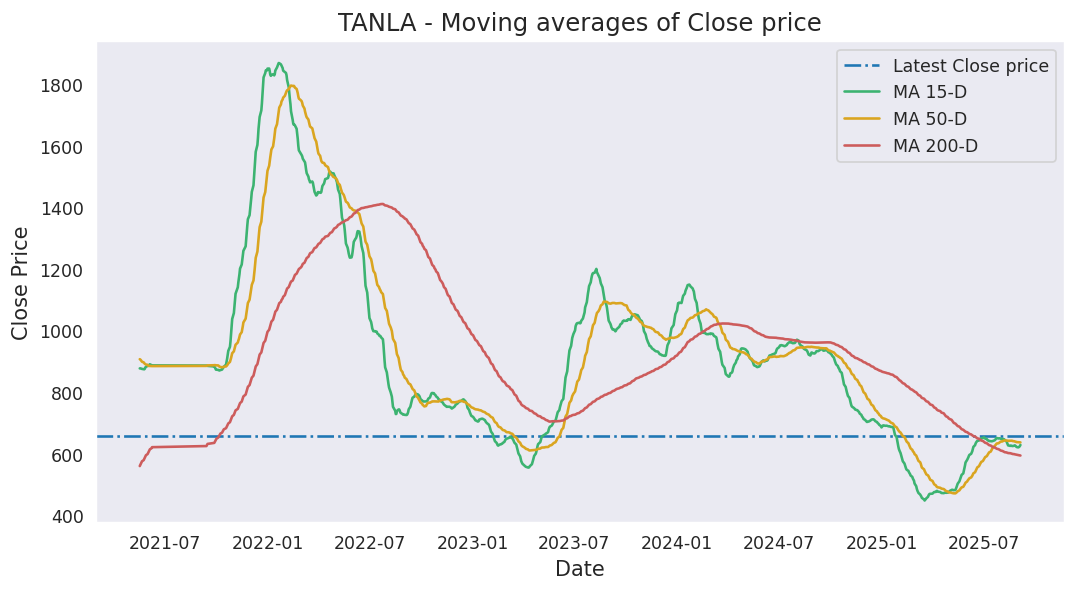 TANLA - Moving averages of Close price
Latest Close price
MA 15-D
MA 50-D
MA 200-D
Close Price
1800
1600
1400
1200
1000
800
600
400
2021-07 2022-01 2022-07 2023-01 2023-07 2024-01 2024-07 2025-01 2025-07
Date